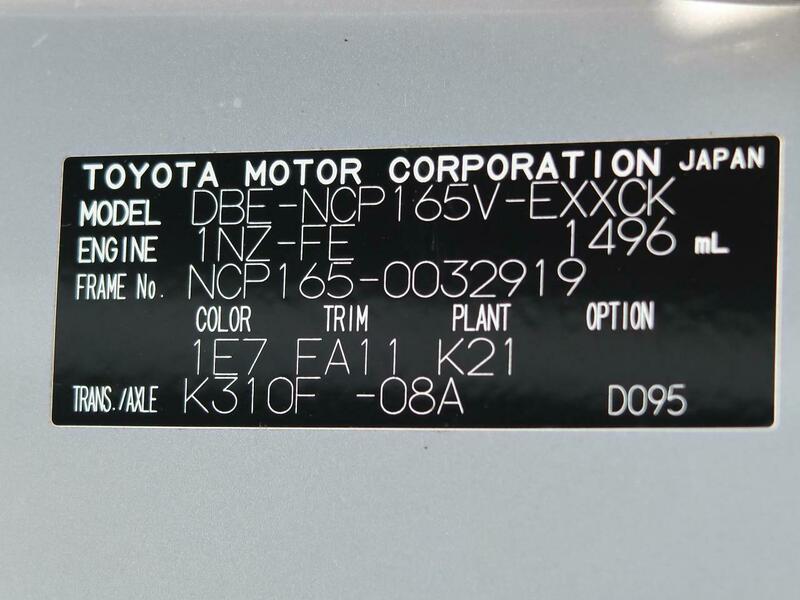 TOYOTA MOTOR CORPORATION JAPAN
MODEL DBE-NCP165V-EXXCK
ENGINE 1NZ-FE 1496 mL
FRAME No. NCP165-0032919
COLOR TRIM PLANT OPTION
1E7 FA11 K21
TRANS./AXLE K310F -08A D095